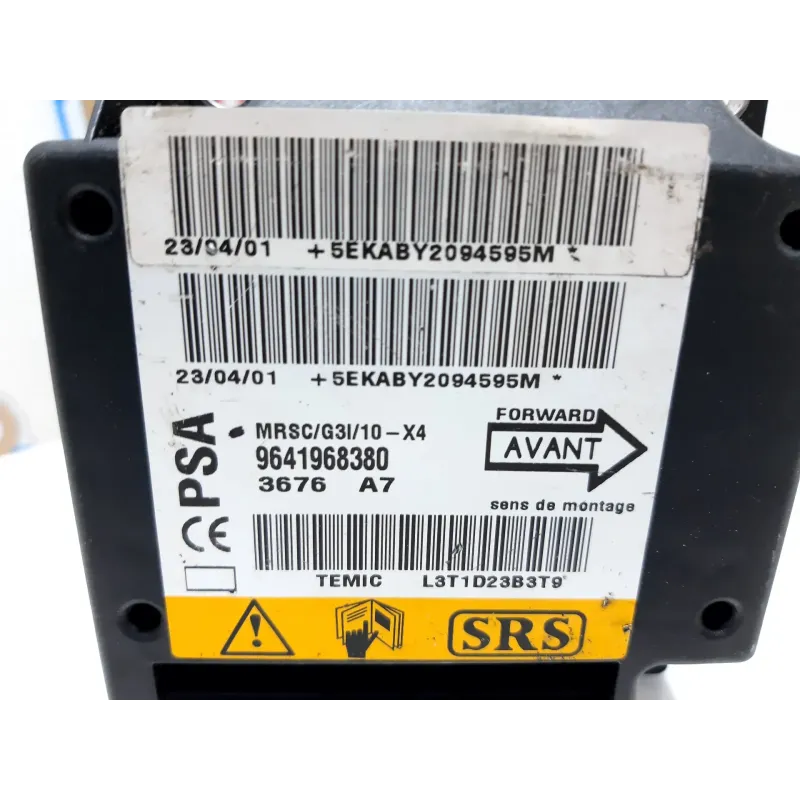 23/04/01 +5EKABY2094595M *
23/04/01 +5EKABY2094595M *
PSA
MRSC/G3I/10-X4
9641968380
3676 A7
FORWARD
AVANT
sens de montage
CE
TEMIC L3T1D23B3T9
SRS